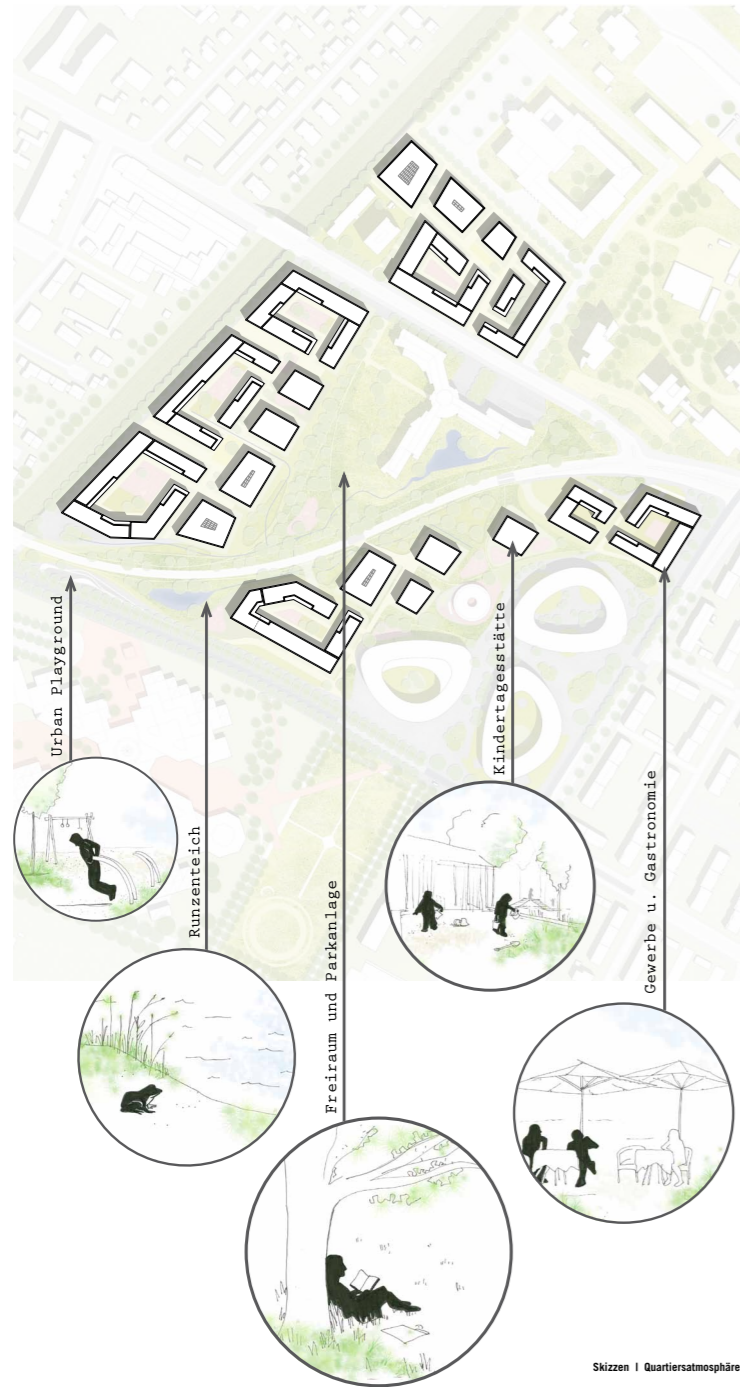 Urban Playground
Runzenteich
Freiraum und Parkanlage
Kindertagesstätte
Gewerbe u. Gastronomie
Skizzen | Quartiersatmosphäre